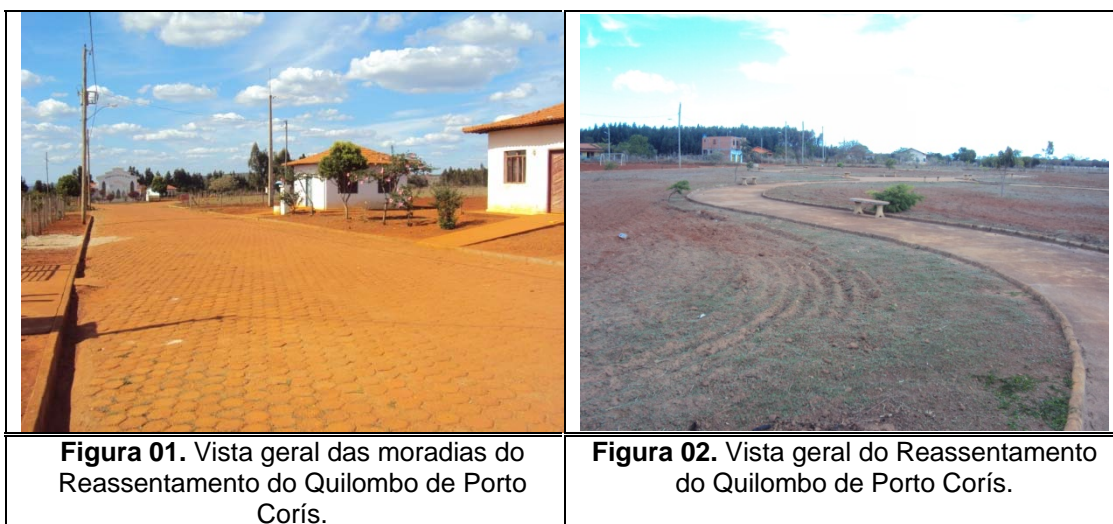 Figura 01. Vista geral das moradias do
Reassentamento do Quilombo de Porto
Corís.
Figura 02. Vista geral do Reassentamento
do Quilombo de Porto Corís.